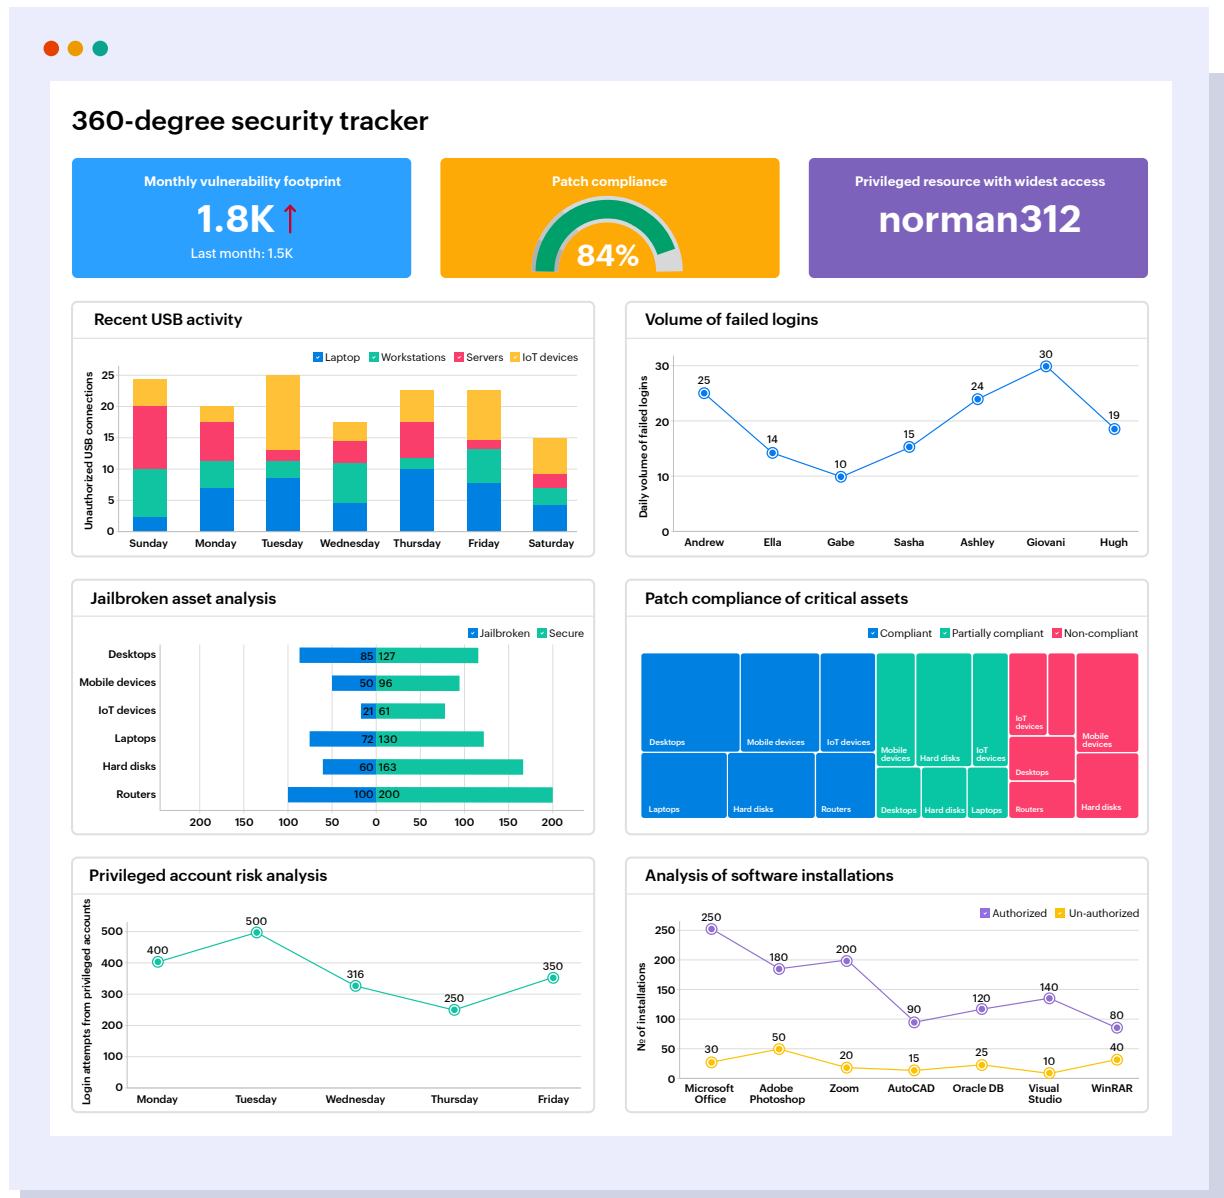 360-degree security tracker
Monthly vulnerability footprint
1.8K
Last month: 1.5K
Patch compliance
84%
Privileged resource with widest access
norman312
Recent USB activity
Laptop Workstations Servers IoT devices
Unauthorized USB connections
25
20
15
10
5
0
Sunday Monday Tuesday Wednesday Thursday Friday Saturday
Volume of failed logins
Daily volume of failed logins
30
20
10
0
25 14 10 15 24 30 19
Andrew Ella Gabe Sasha Ashley Giovani Hugh
Jailbroken asset analysis
Jailbroken Secure
Desktops 85 127
Mobile devices 50 96
IoT devices 21 61
Laptops 72 130
Hard disks 60 163
Routers 100 200
200 150 100 50 0 50 100 150 200
Patch compliance of critical assets
Compliant Partially compliant Non-compliant
Desktops
Mobile devices
IoT devices
Laptops
Hard disks
Routers
Mobile
devices
Hard disks
IoT
devices
Desktops
Hard disks
Laptops
IoT
devices
Mobile
devices
Desktops
Routers
Hard disks
Privileged account risk analysis
Login attempts from privileged accounts
500
400
300
200
100
0
400 500 316 250 350
Monday Tuesday Wednesday Thursday Friday
Analysis of software installations
Authorized Un-authorized
№ of installations
250
200
150
100
50
0
250 180 200 90 120 140 80
30 50 20 15 25 10 40
Microsoft
Office
Adobe
Photoshop
Zoom
AutoCAD
Oracle DB
Visual
Studio
WinRAR